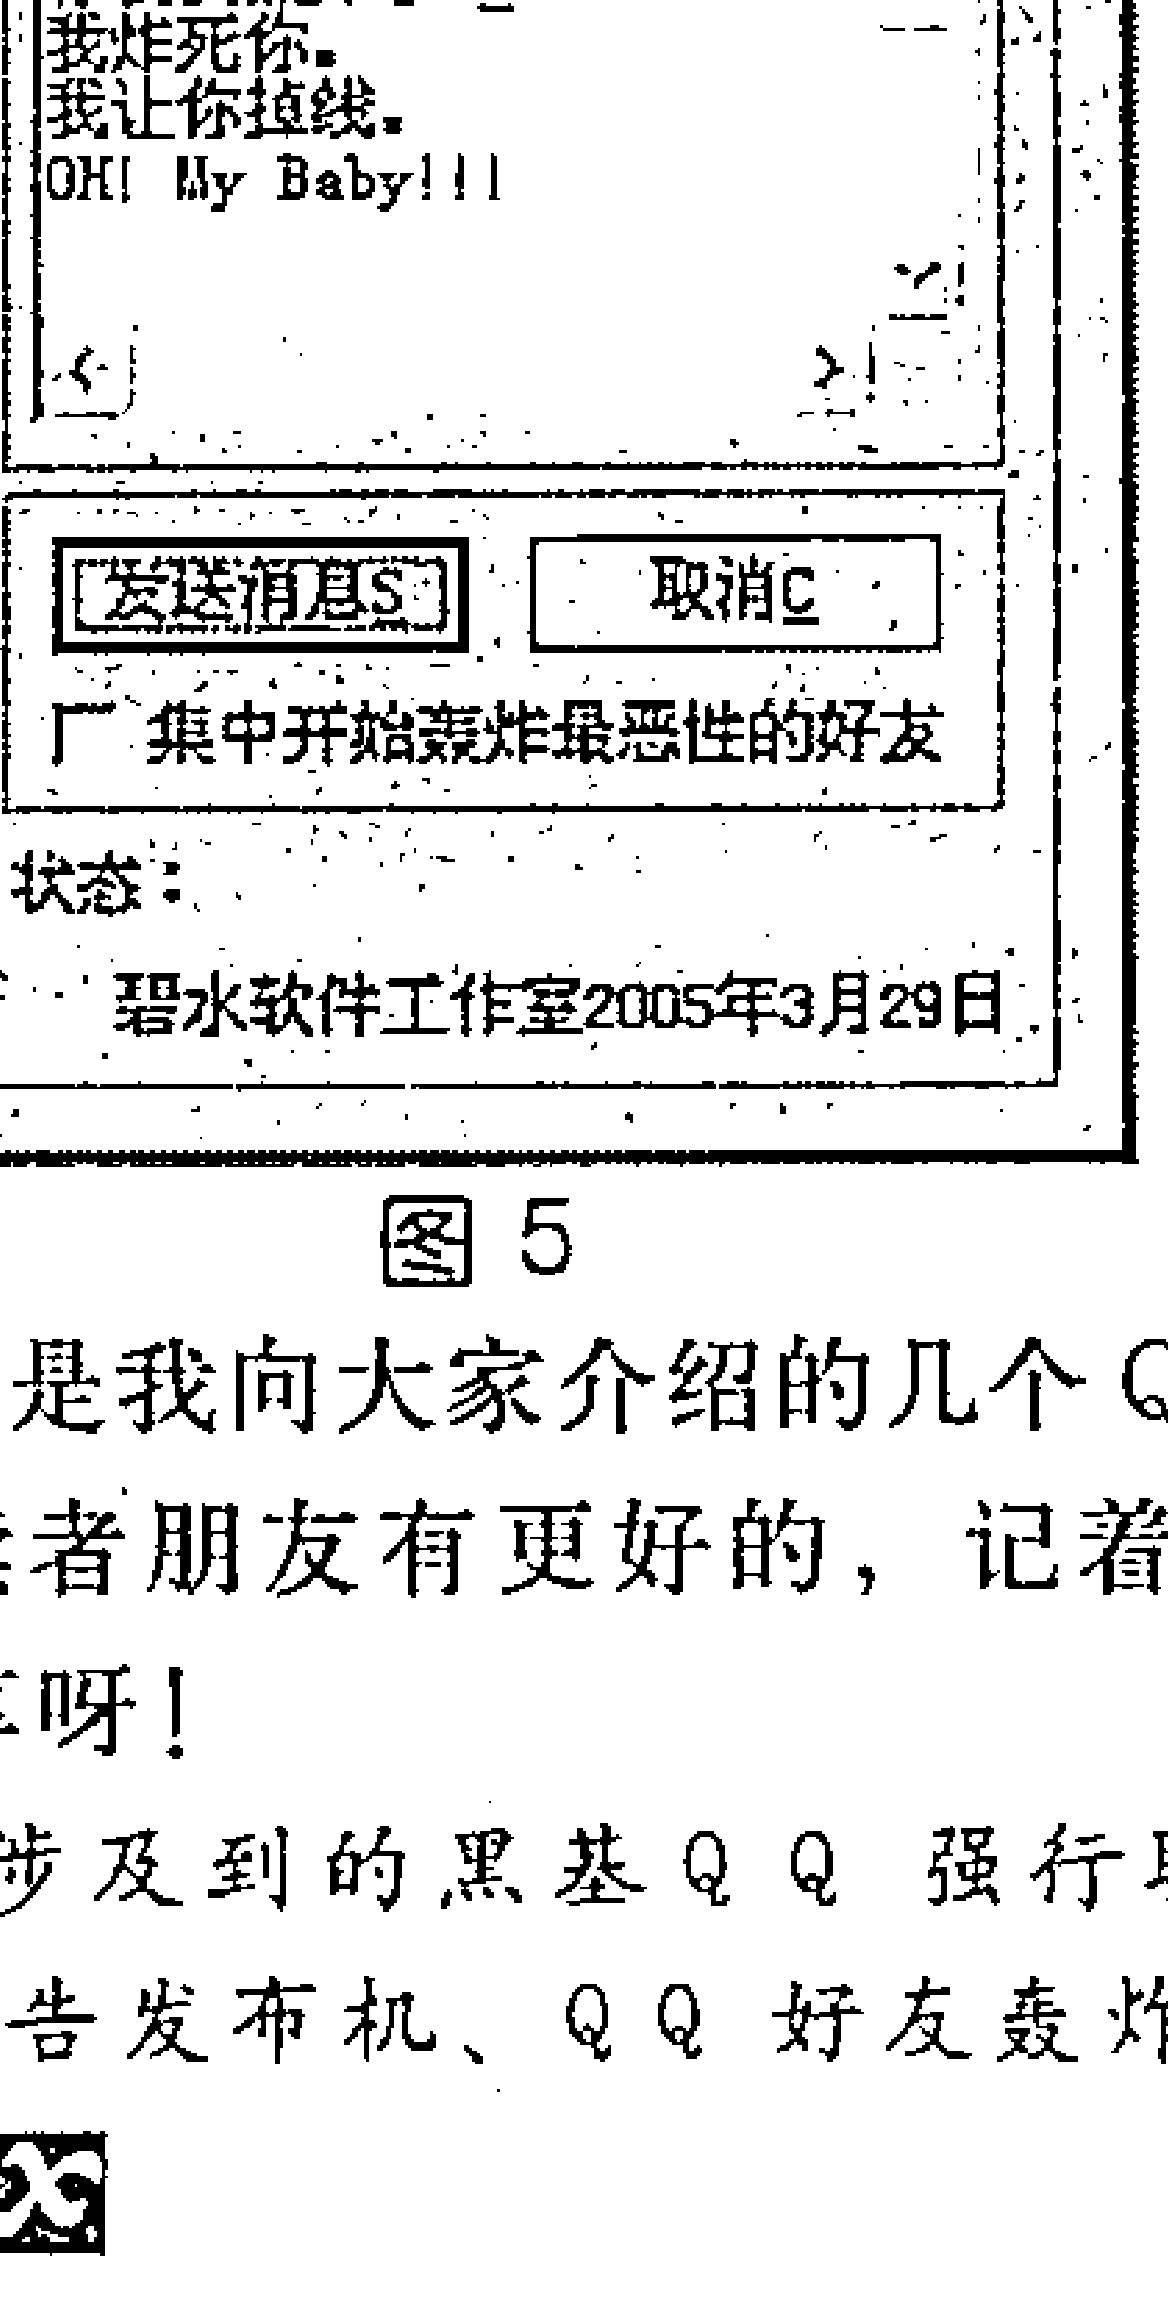 我炸死你。
我让你掉线。
OH! My Baby!!!
发送消息S 取消C
集中开始轰炸最恶性的好友
状态：
碧水软件工作室2005年3月29日
图 5
是我向大家介绍的几个Q
者朋友有更好的，记着
呀！
涉及到的黑基QQ 强行
告发布机、QQ 好友轰炸